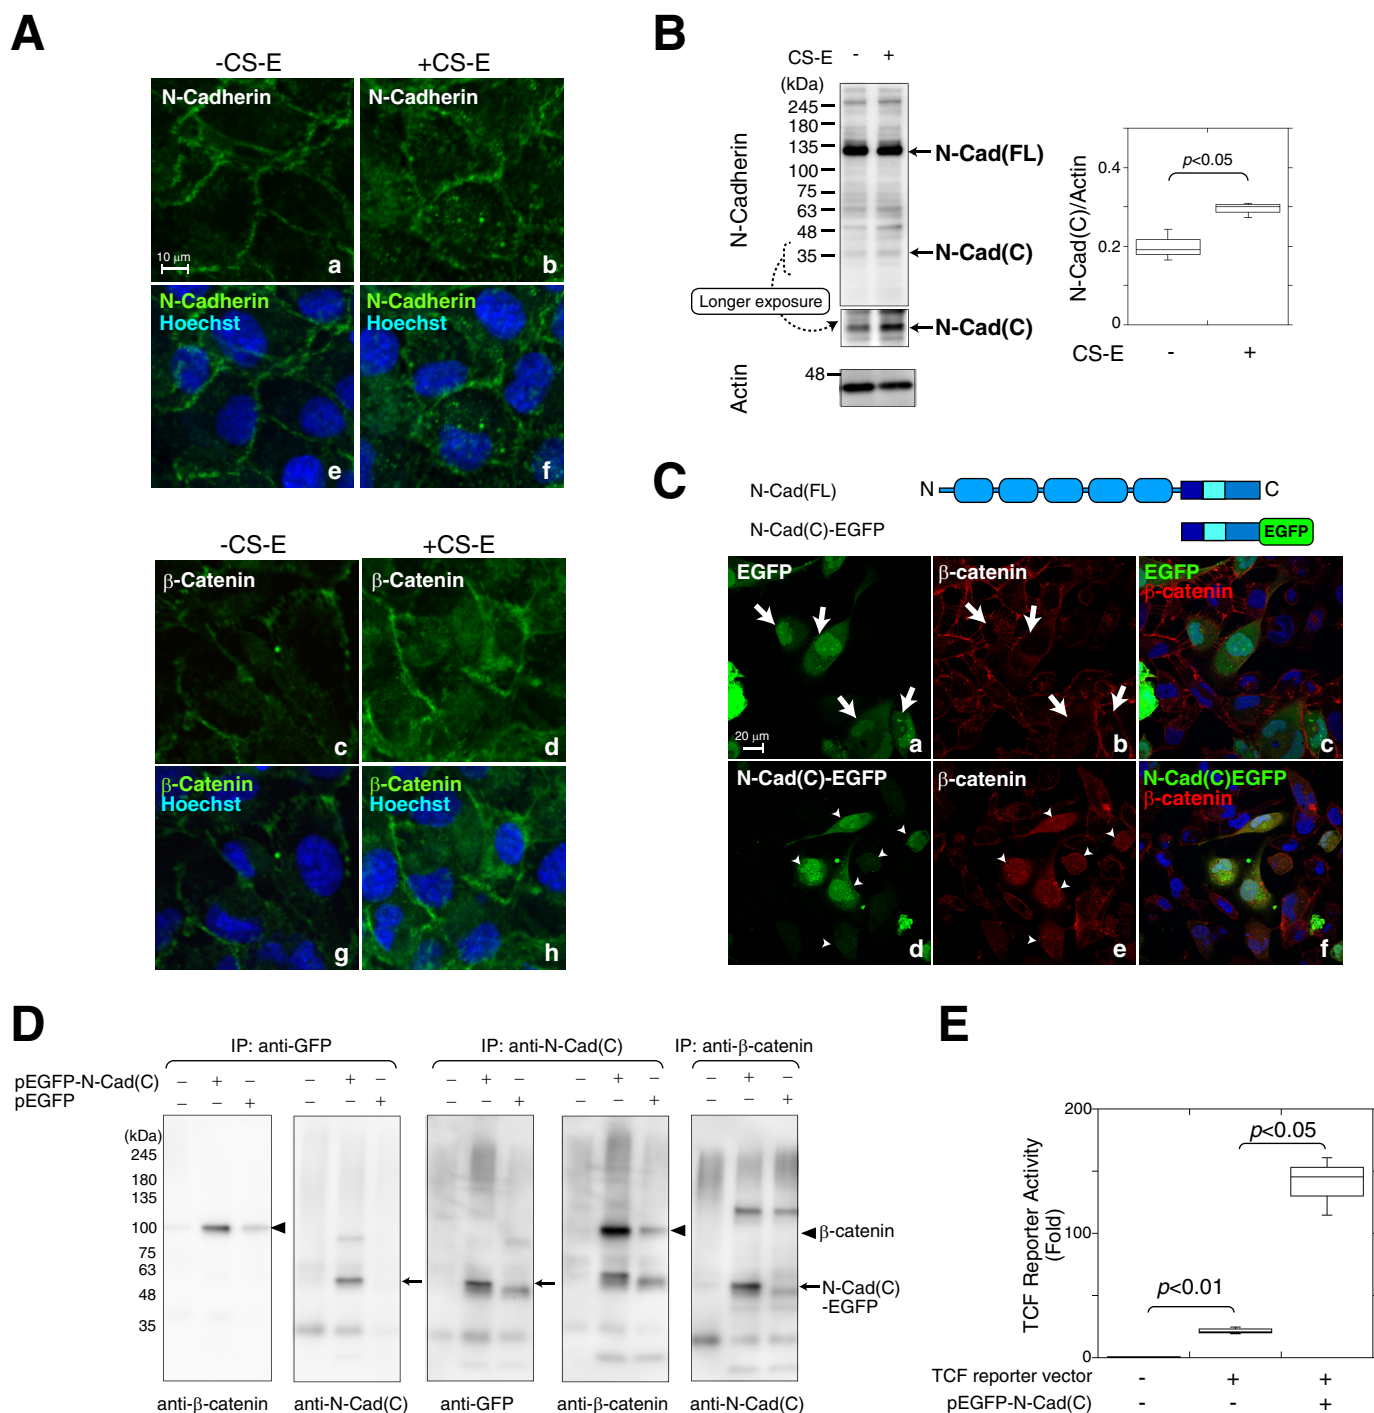 A
-CS-E +CS-E
N-Cadherin N-Cadherin
10 μm a b
N-Cadherin N-Cadherin
Hoechst Hoechst
e f
-CS-E +CS-E
β-Catenin β-Catenin
c d
β-Catenin β-Catenin
Hoechst Hoechst
g h
B
CS-E - +
(kDa)
245
180
135
100
75
63
48
35
N-Cadherin
N-Cad(FL)
N-Cad(C)
Longer exposure
N-Cad(C)
48
Actin
N-Cad(C)/Actin
0.4
0.2
0
p<0.05
CS-E - +
C
N-Cad(FL) N C
N-Cad(C)-EGFP EGFP
EGFP β-catenin EGFP
β-catenin
20 μm a b c
N-Cad(C)-EGFP β-catenin N-Cad(C)EGFP
β-catenin
d e f
D
IP: anti-GFP IP: anti-N-Cad(C) IP: anti-β-catenin
pEGFP-N-Cad(C) – + – – + – – + – – + – – + –
pEGFP – – + – – + – – + – – + – – +
(kDa)
245
180
135
100
75
63
48
35
β-catenin
N-Cad(C)
-EGFP
anti-β-catenin anti-N-Cad(C) anti-GFP anti-β-catenin anti-N-Cad(C)
E
TCF Reporter Activity
(Fold)
200
100
0
p<0.05
p<0.01
TCF reporter vector - + +
pEGFP-N-Cad(C) - - +